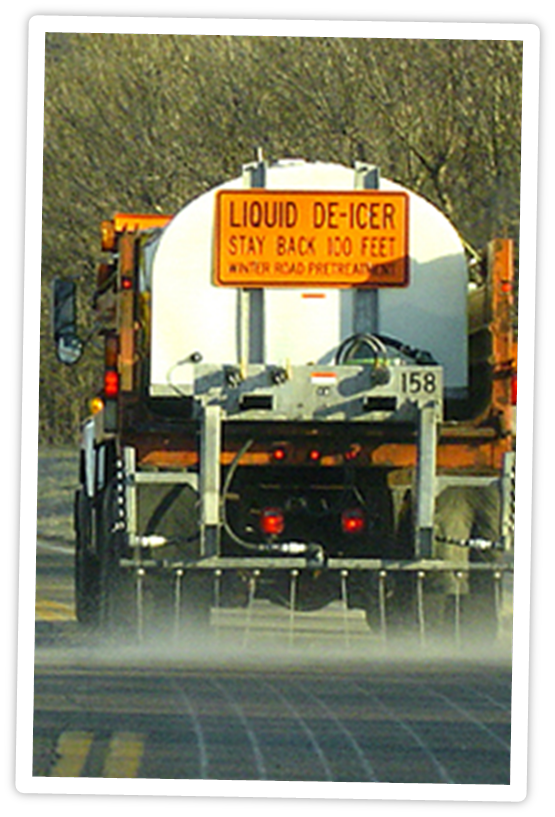 LIQUID DE-ICER
STAY BACK 100 FEET
WINTER ROAD PRETREATMENT
158